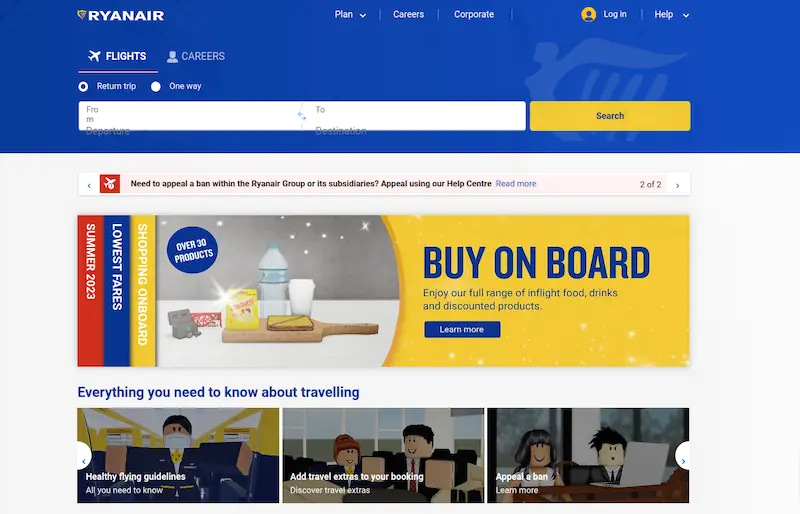 RYANAIR
Plan
Careers
Corporate
Log in
Help
FLIGHTS
CAREERS
Return trip
One way
Fro
m
Departure
To
Destination
Search
Need to appeal a ban within the Ryanair Group or its subsidiaries? Appeal using our Help Centre Read more
2 of 2
SUMMER 2023
LOWEST FARES
SHOPPING ONBOARD
OVER 30
PRODUCTS
BUY ON BOARD
Enjoy our full range of inflight food, drinks
and discounted products.
Learn more
Everything you need to know about travelling
Healthy flying guidelines
All you need to know
Add travel extras to your booking
Discover travel extras
Appeal a ban
Learn more